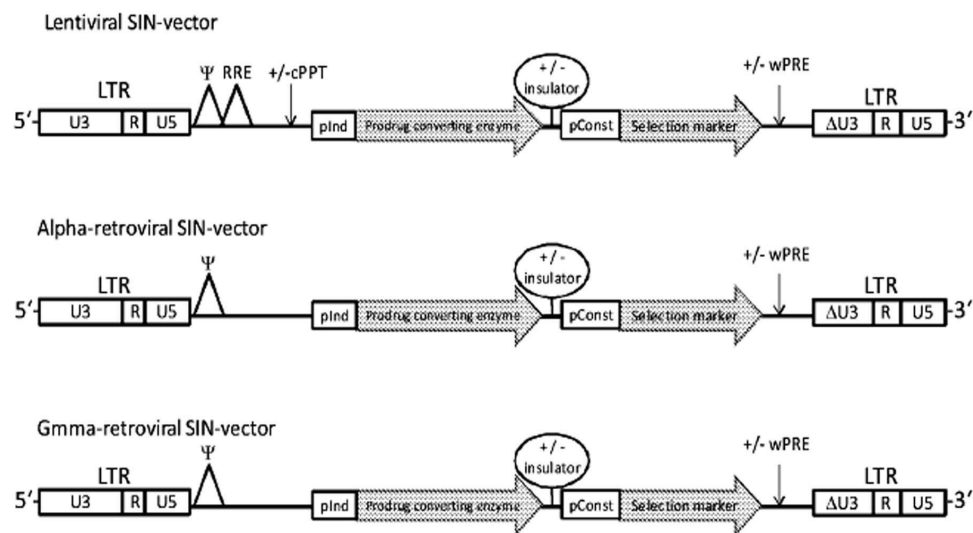 Lentiviral SIN-vector
LTR
Ψ RRE +/-cPPT
+/-
insulator
+/- wPRE
LTR
5′ U3 R U5 pInd Prodrug converting enzyme pConst Selection marker ΔU3 R U5 3′
Alpha-retroviral SIN-vector
LTR
Ψ
+/-
insulator
+/- wPRE
LTR
5′ U3 R U5 pInd Prodrug converting enzyme pConst Selection marker ΔU3 R U5 3′
Gmma-retroviral SIN-vector
LTR
Ψ
+/-
insulator
+/- wPRE
LTR
5′ U3 R U5 pInd Prodrug converting enzyme pConst Selection marker ΔU3 R U5 3′